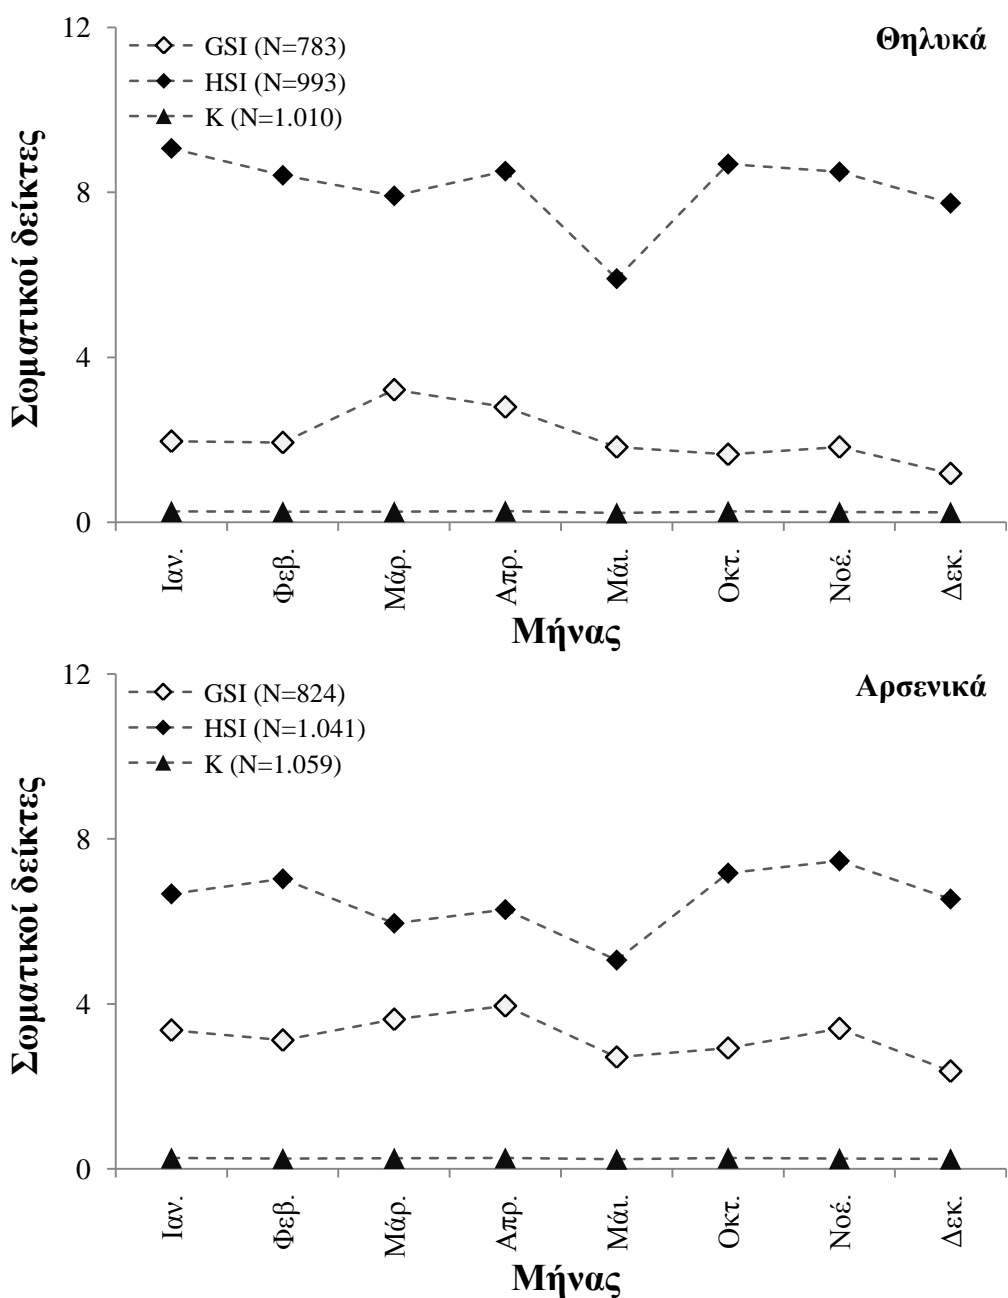 Θηλυκά
GSI (N=783)
HSI (N=993)
K (N=1.010)
Σωματικοί δείκτες
12
8
4
0
Ιαν.
Φεβ.
Μάρ.
Απρ.
Μάι.
Οκτ.
Νοέ.
Δεκ.
Μήνας
Αρσενικά
GSI (N=824)
HSI (N=1.041)
K (N=1.059)
Σωματικοί δείκτες
12
8
4
0
Ιαν.
Φεβ.
Μάρ.
Απρ.
Μάι.
Οκτ.
Νοέ.
Δεκ.
Μήνας